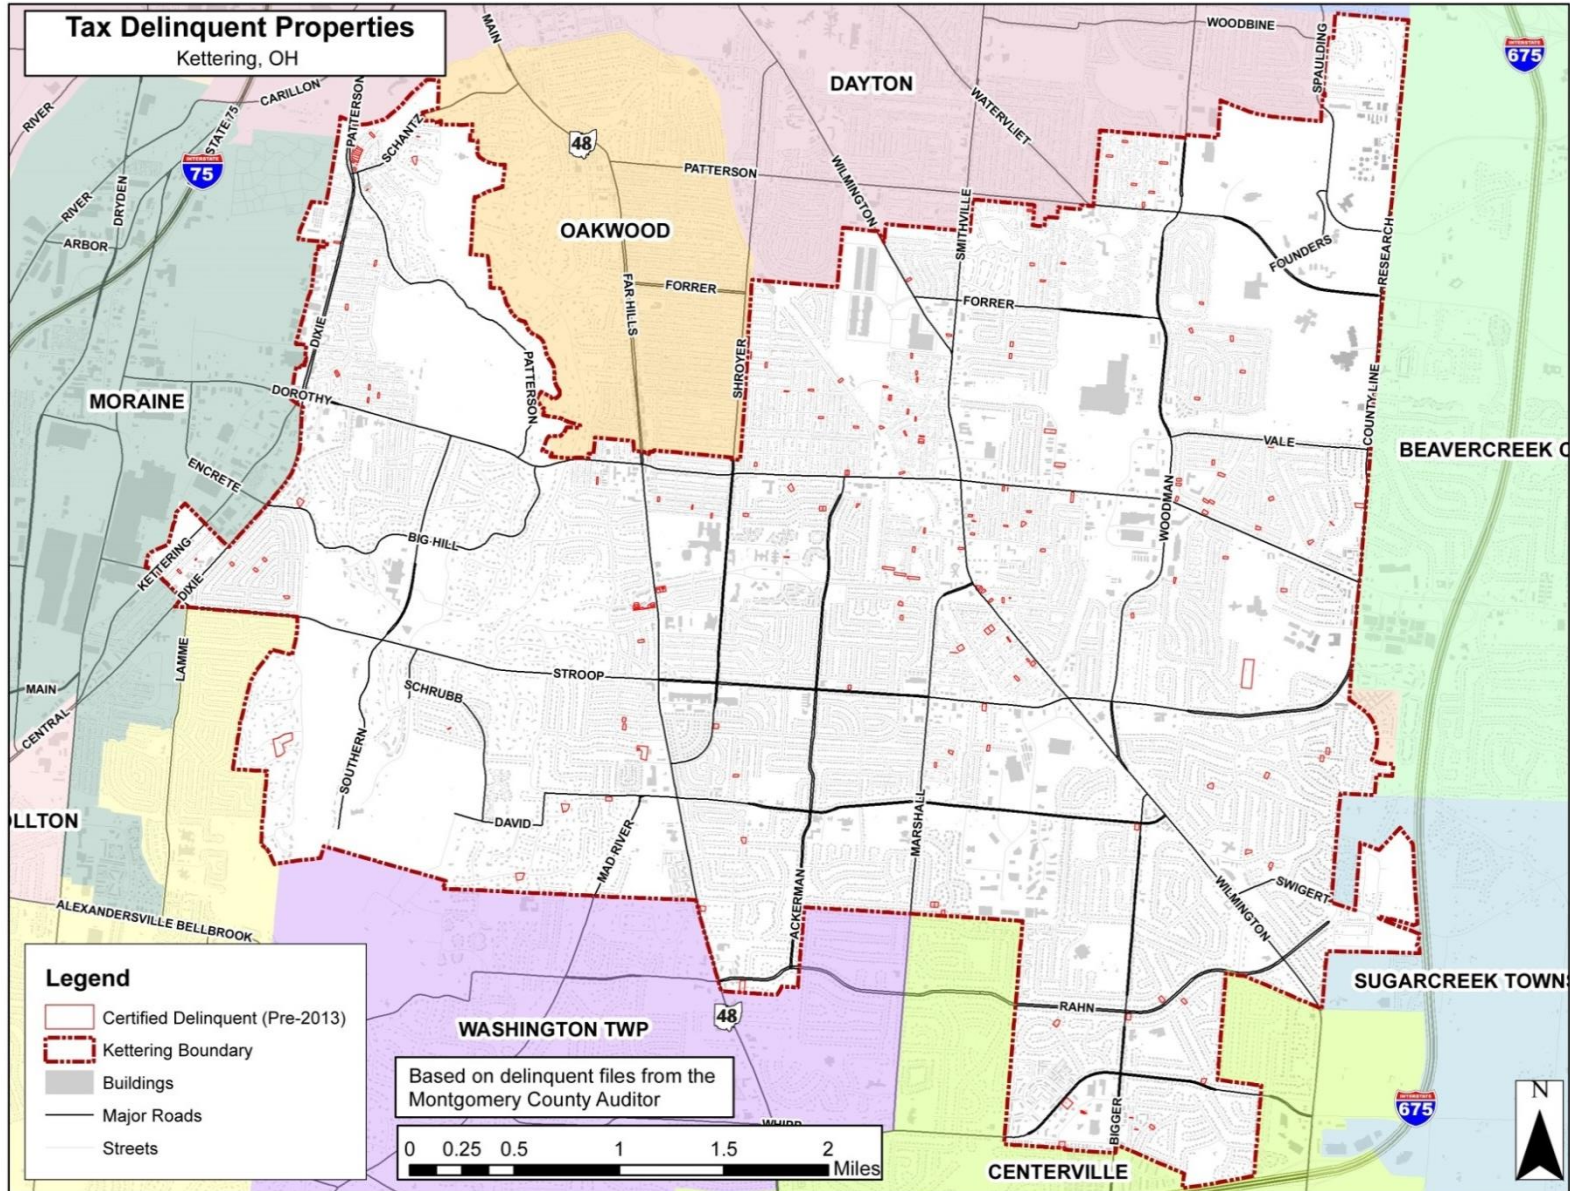 Tax Delinquent Properties
Kettering, OH
WOODBINE
SPAULDING
INTERSTATE
675
MAIN
DAYTON
PATTERSON
CARILLON
RIVER
STATE 75
SCHANTZ
WATERVLIET
48
INTERSTATE
75
PATTERSON
WILMINGTON
DRYDEN
RIVER
SMITHVILLE
OAKWOOD
ARBOR
FOUNDERS
RESEARCH
FAR HILLS
FORRER
FORRER
DIXIE
SHROYER
PATTERSON
MORAINE
DOROTHY
COUNTY LINE
VALE
BEAVERCREEK C
ENCRETE
WOODMAN
BIG HILL
KETTERING
DIXIE
LAMME
STROOP
MAIN
SCHRUBB
CENTRAL
SOUTHERN
OLLTON
DAVID
MAD RIVER
MARSHALL
ACKERMAN
SWIGERT
WILMINGTON
ALEXANDERSVILLE BELLBROOK
SUGARCREEK TOWNS
RAHN
48
WASHINGTON TWP
BIGGER
INTERSTATE
675
WHIPP
CENTERVILLE
Legend
Certified Delinquent (Pre-2013)
Kettering Boundary
Buildings
Major Roads
Streets
Based on delinquent files from the
Montgomery County Auditor
0 0.25 0.5 1 1.5 2
Miles
N